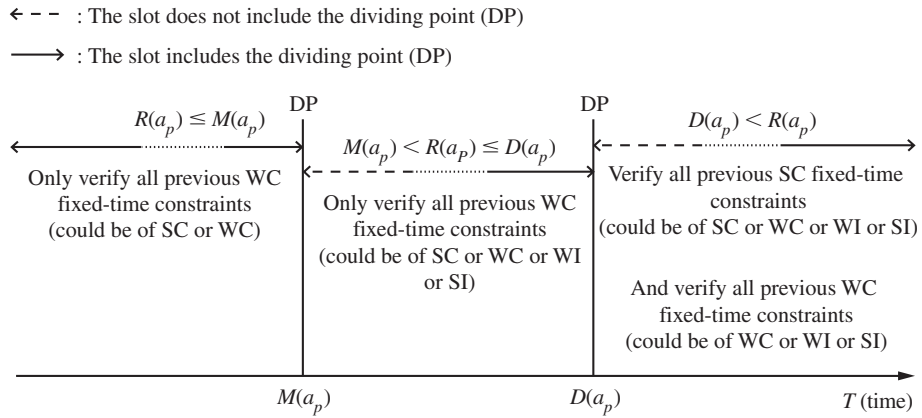 : The slot does not include the dividing point (DP)
: The slot includes the dividing point (DP)
DP
DP
R(a_p) ≤ M(a_p)
M(a_p) < R(a_P) ≤ D(a_p)
D(a_p) < R(a_p)
Only verify all previous WC
fixed-time constraints
(could be of SC or WC)
Only verify all previous WC
fixed-time constraints
(could be of SC or WC or WI
or SI)
Verify all previous SC fixed-time
constraints
(could be of SC or WC or WI or SI)
And verify all previous WC
fixed-time constraints
(could be of WC or WI or SI)
M(a_p)
D(a_p)
T (time)